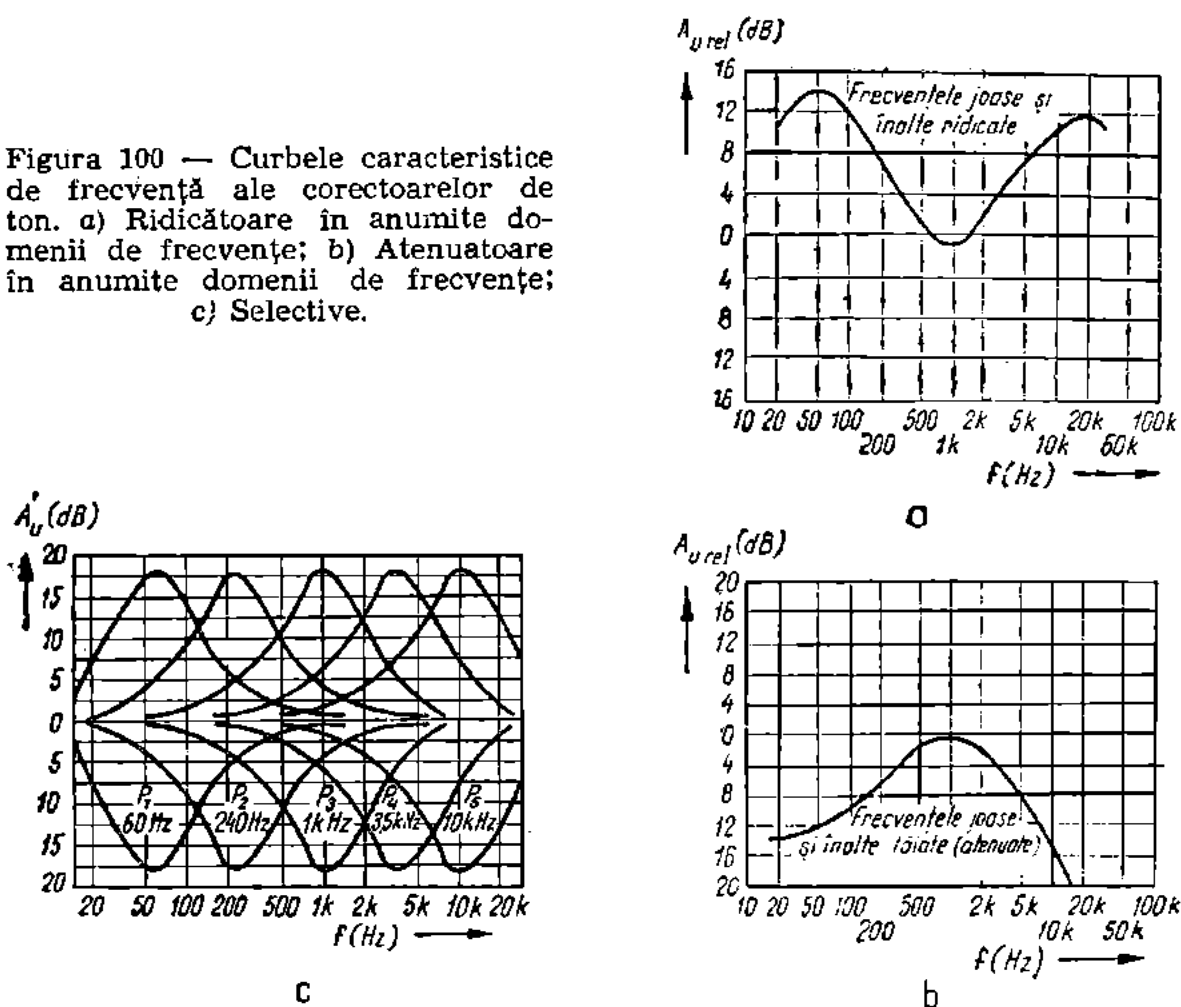 Figura 100 — Curbele caracteristice
de frecvență ale corectoarelor de
ton. a) Ridicătoare în anumite do-
menii de frecvențe; b) Atenuatoare
în anumite domenii de frecvențe;
c) Selective.
A u rel (dB)
16
12
8
4
0
4
8
12
16
Frecvențele joase și
înalte ridicate
10 20 50 100 500 2k 5k 20k 100k
200 1k 10k 60k
f(Hz)
a
A'u (dB)
20
15
10
5
0
5
10
15
20
P1 P2 P3 P4 P5
60Hz 240Hz 1kHz 3,5kHz 10kHz
20 50 100 200 500 1k 2k 5k 10k 20k
f(Hz)
c
A u rel (dB)
20
16
12
8
4
0
4
8
12
16
20
Frecvențele joase
și înalte tăiate (atenuate)
10 20 50 100 500 2k 5k 20k 100k
200 10k 50k
f(Hz)
b